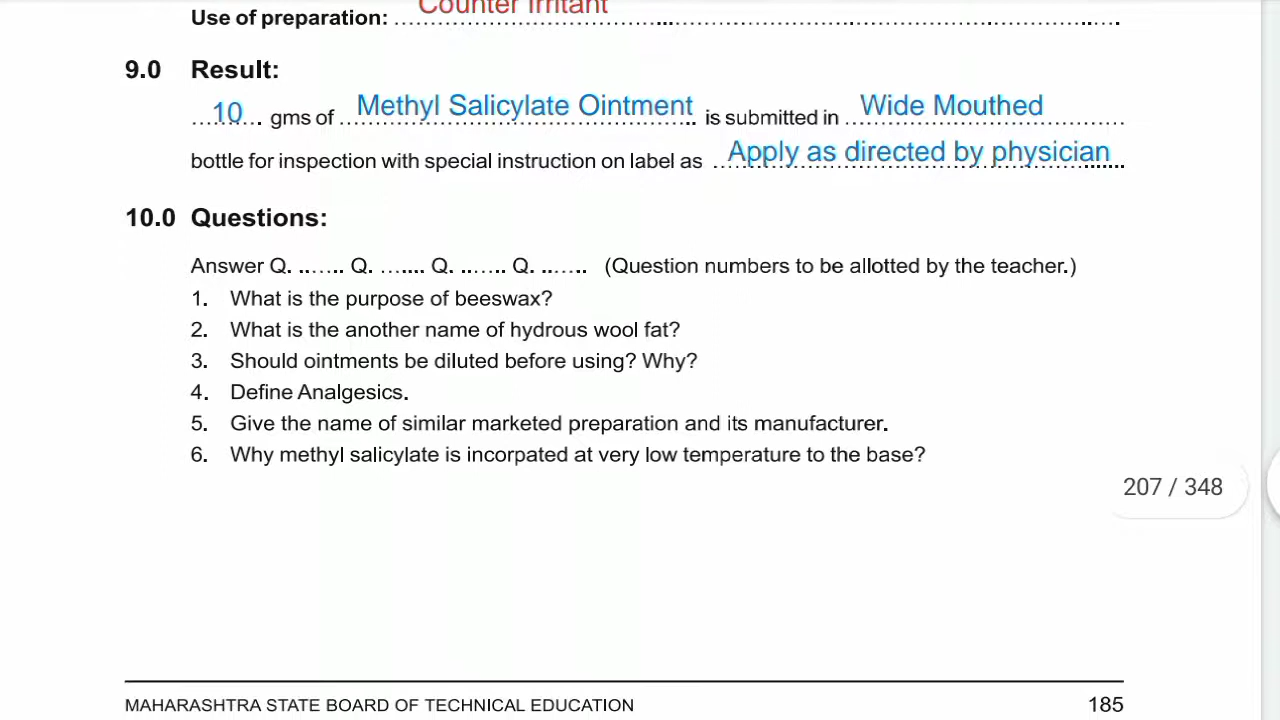 Use of preparation: Counter Irritant
9.0 Result:
10 gms of Methyl Salicylate Ointment is submitted in Wide Mouthed
bottle for inspection with special instruction on label as Apply as directed by physician
10.0 Questions:
Answer Q. ........ Q. ........ Q. ........ Q. ........ (Question numbers to be allotted by the teacher.)
1. What is the purpose of beeswax?
2. What is the another name of hydrous wool fat?
3. Should ointments be diluted before using? Why?
4. Define Analgesics.
5. Give the name of similar marketed preparation and its manufacturer.
6. Why methyl salicylate is incorpated at very low temperature to the base?
207 / 348
MAHARASHTRA STATE BOARD OF TECHNICAL EDUCATION 185